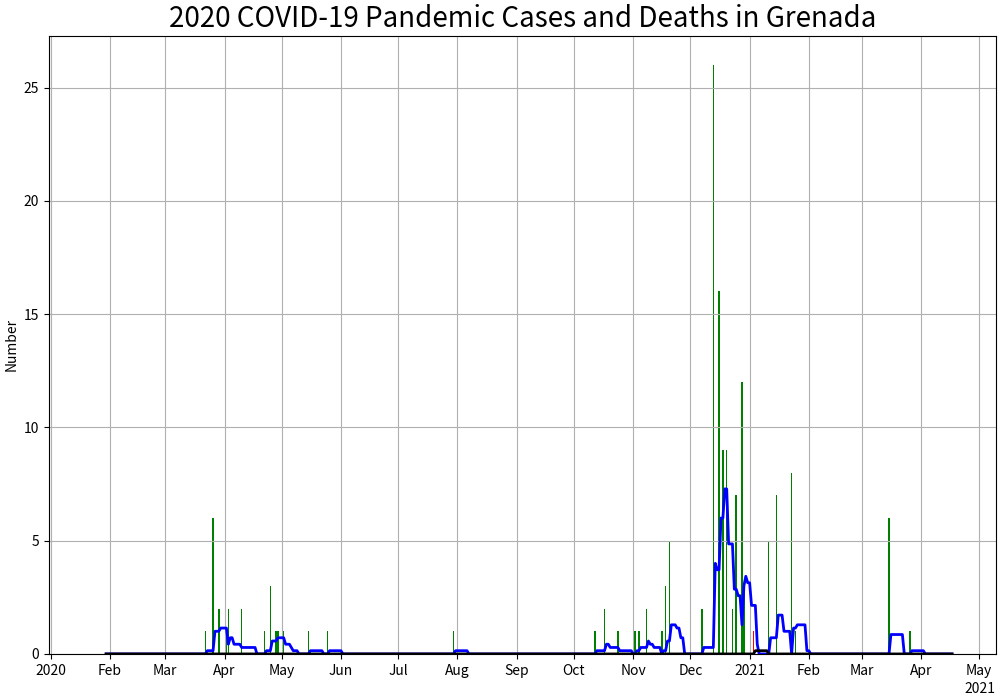 2020 COVID-19 Pandemic Cases and Deaths in Grenada
25
20
15
10
5
0
Number
2020 Feb Mar Apr May Jun Jul Aug Sep Oct Nov Dec 2021 Feb Mar Apr May
2021